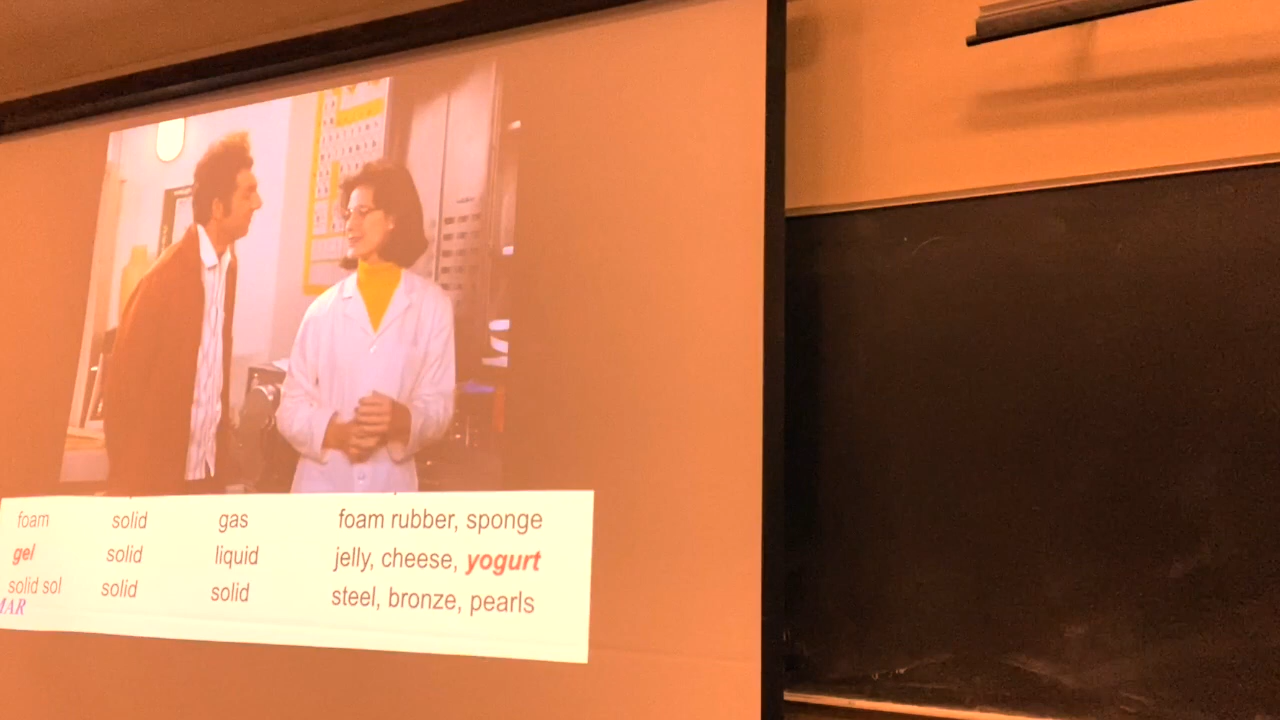 foam solid gas foam rubber, sponge
gel solid liquid jelly, cheese, yogurt
solid sol solid solid steel, bronze, pearls
MAR